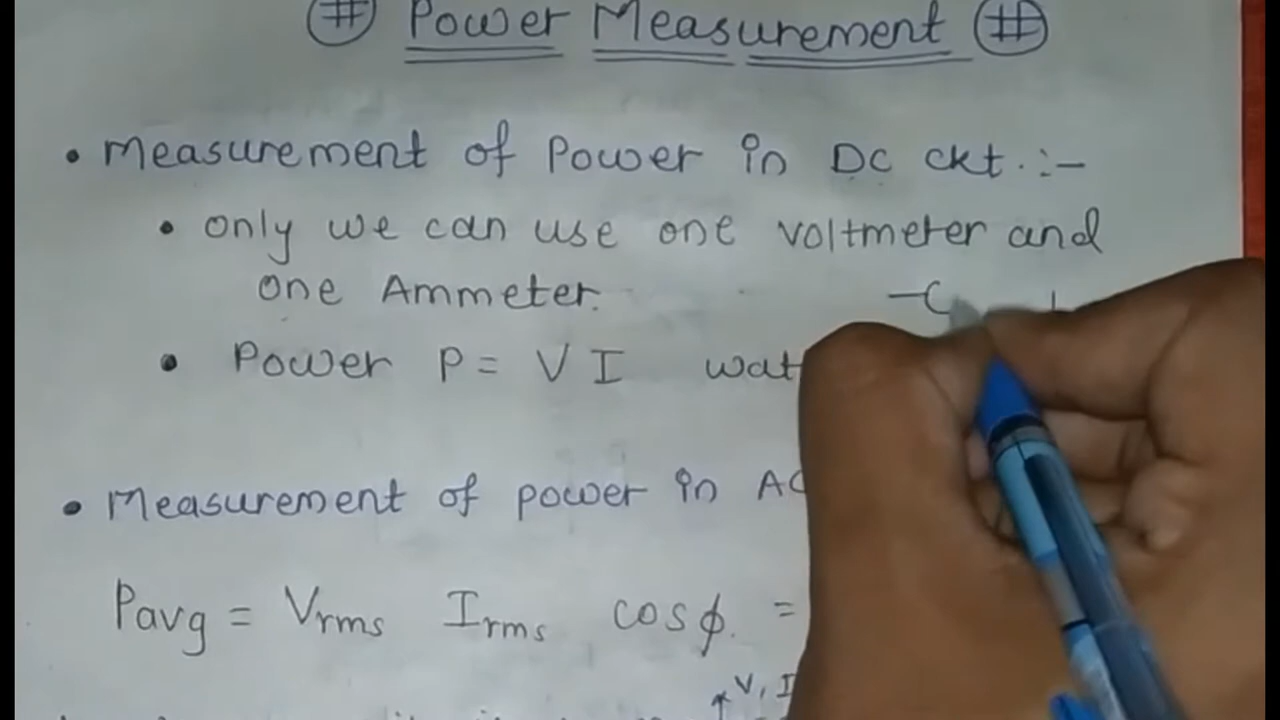 # Power Measurement #
• Measurement of Power in DC ckt. :-
• only we can use one voltmeter and
one Ammeter.
• Power P = V I
• Measurement of power in AC
Pavg = Vrms Irms cosϕ. =
V, I